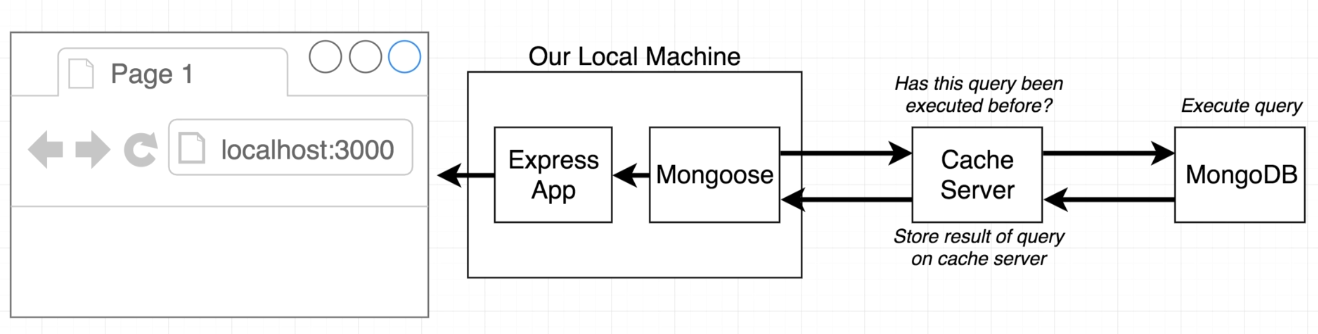 Page 1
localhost:3000
Our Local Machine
Express
App
Mongoose
Has this query been
executed before?
Cache
Server
Store result of query
on cache server
Execute query
MongoDB